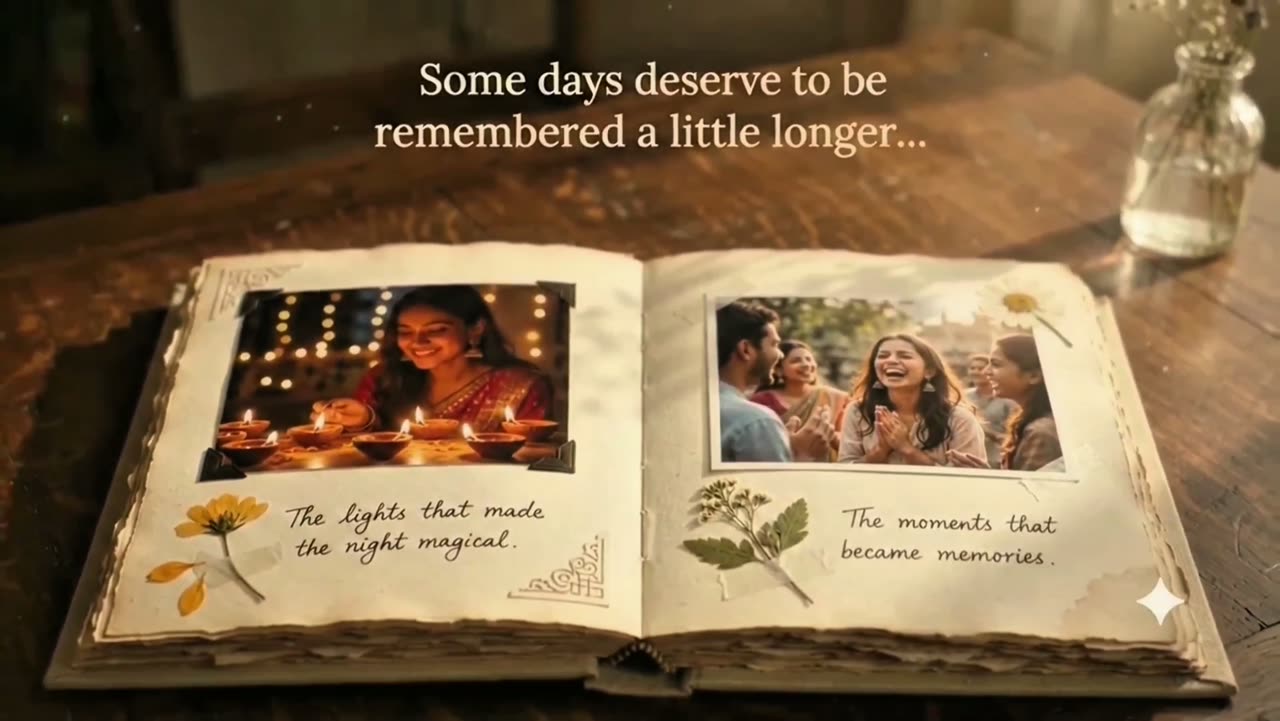 Some days deserve to be
remembered a little longer...
The lights that made
the night magical.
The moments that
became memories.